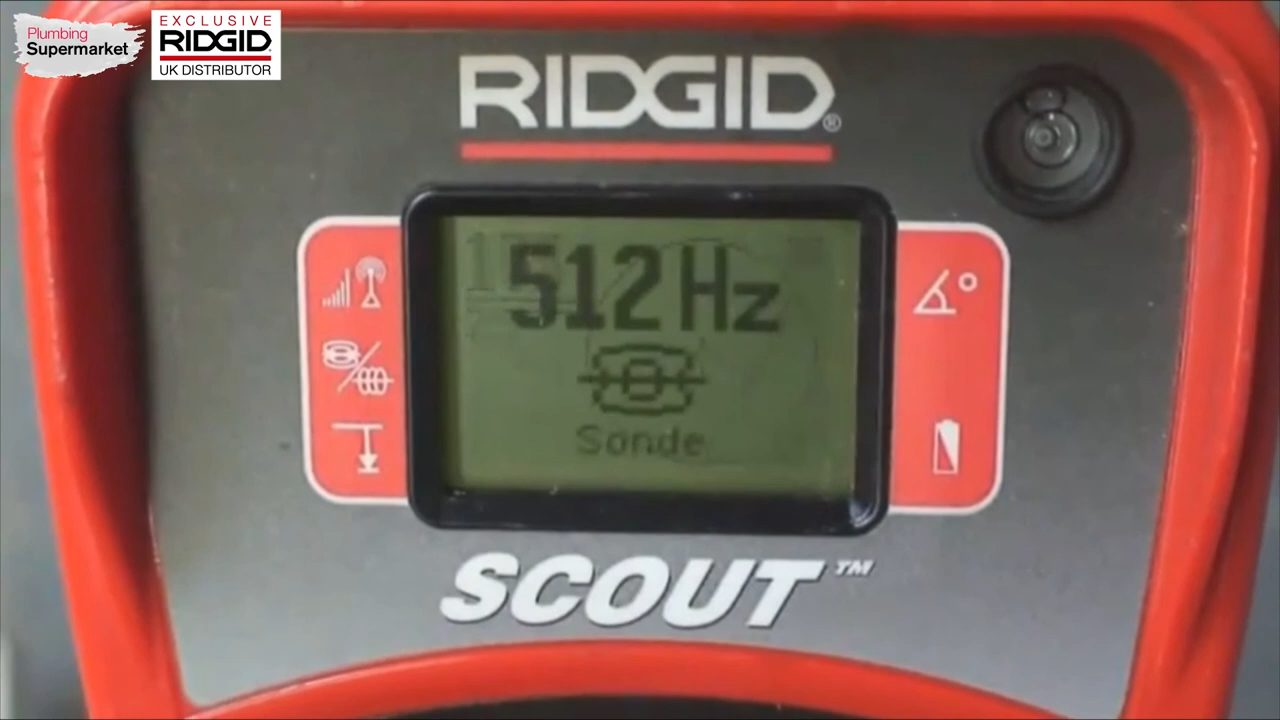 Plumbing
Supermarket
EXCLUSIVE
RIDGID
UK DISTRIBUTOR
RIDGID®
512 Hz
Sonde
SCOUT™